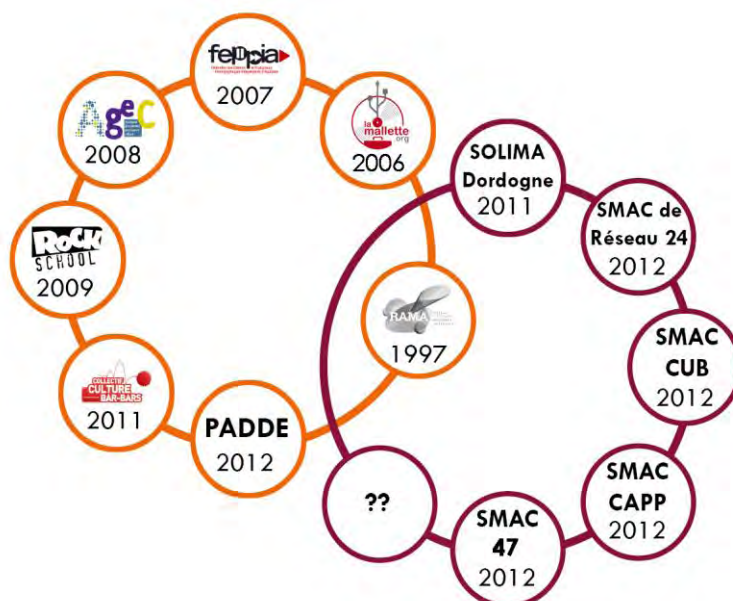 feppia
2007
AgeC
2008
la
mallette
.org
2006
SOLIMA
Dordogne
2011
SMAC de
Réseau 24
2012
ROCK
SCHOOL
2009
RAMA
1997
SMAC
CUB
2012
COLLECTIF
CULTURE
BAR-BARS
2011
PADDE
2012
??
SMAC
47
2012
SMAC
CAPP
2012